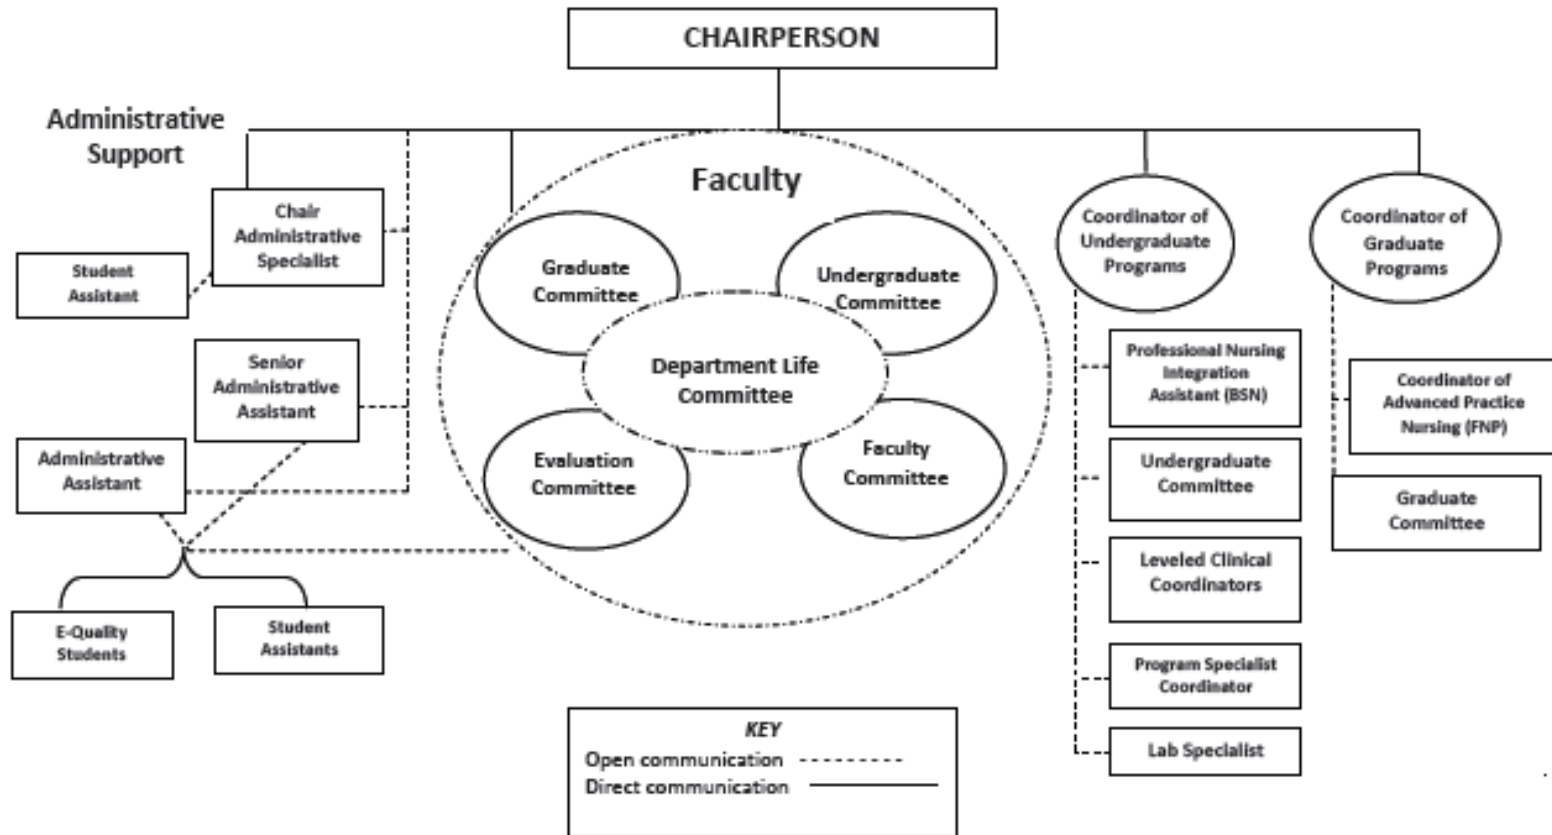 CHAIRPERSON
Administrative
Support
Chair
Administrative
Specialist
Student
Assistant
Senior
Administrative
Assistant
Administrative
Assistant
E-Quality
Students
Student
Assistants
Faculty
Graduate
Committee
Undergraduate
Committee
Department Life
Committee
Evaluation
Committee
Faculty
Committee
Coordinator of
Undergraduate
Programs
Professional Nursing
Integration
Assistant (BSN)
Undergraduate
Committee
Leveled Clinical
Coordinators
Program Specialist
Coordinator
Lab Specialist
Coordinator of
Graduate
Programs
Coordinator of
Advanced Practice
Nursing (FNP)
Graduate
Committee
KEY
Open communication
Direct communication